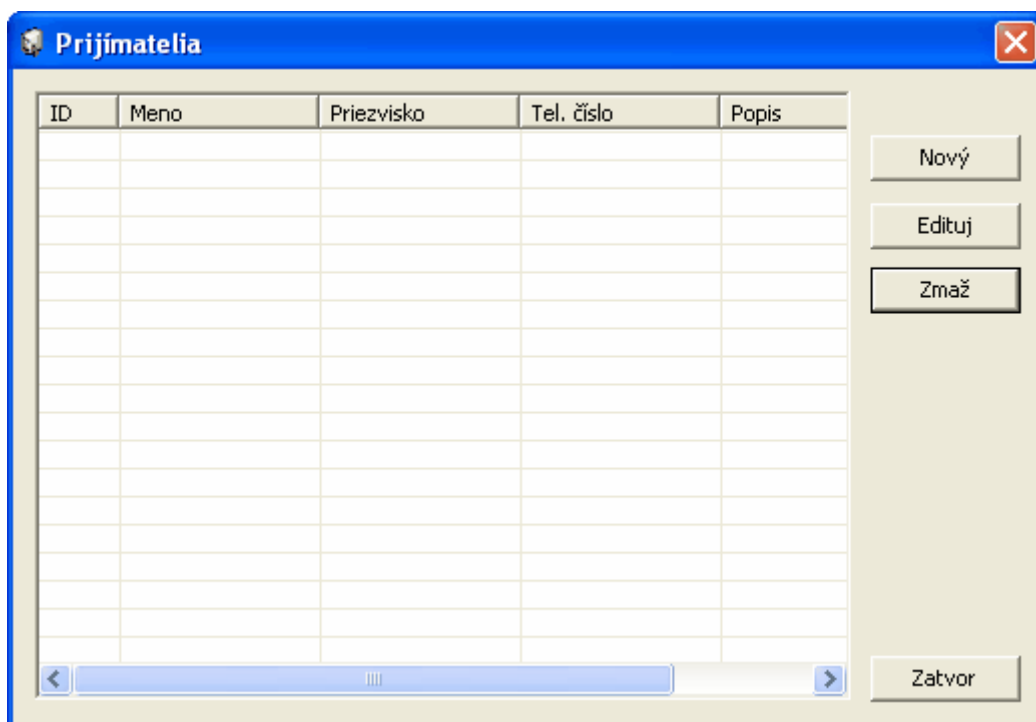 Prijímatelia
ID Meno Priezvisko Tel. číslo Popis
Nový
Edituj
Zmaž
Zatvor